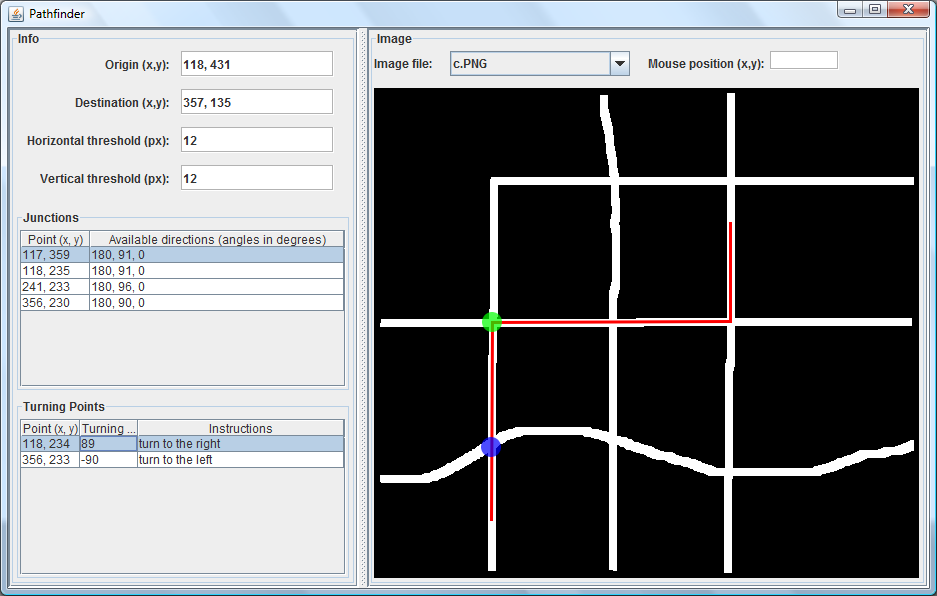 Pathfinder
Info
Origin (x,y): 118, 431
Destination (x,y): 357, 135
Horizontal threshold (px): 12
Vertical threshold (px): 12
Junctions
Point (x, y) Available directions (angles in degrees)
117, 359 180, 91, 0
118, 235 180, 91, 0
241, 233 180, 96, 0
356, 230 180, 90, 0
Turning Points
Point (x, y) Turning ... Instructions
118, 234 89 turn to the right
356, 233 -90 turn to the left
Image
Image file: c.PNG Mouse position (x,y):